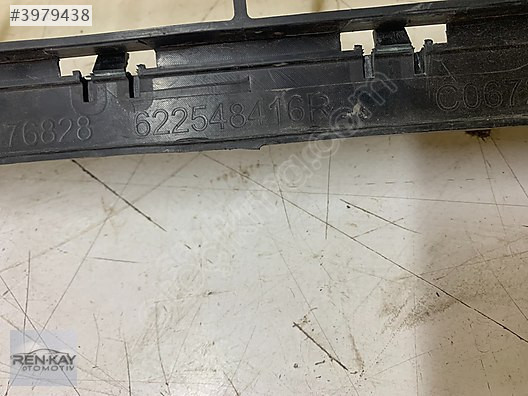 #3979438
76828 622548416R C067
REN-KAY
OTOMOTİV